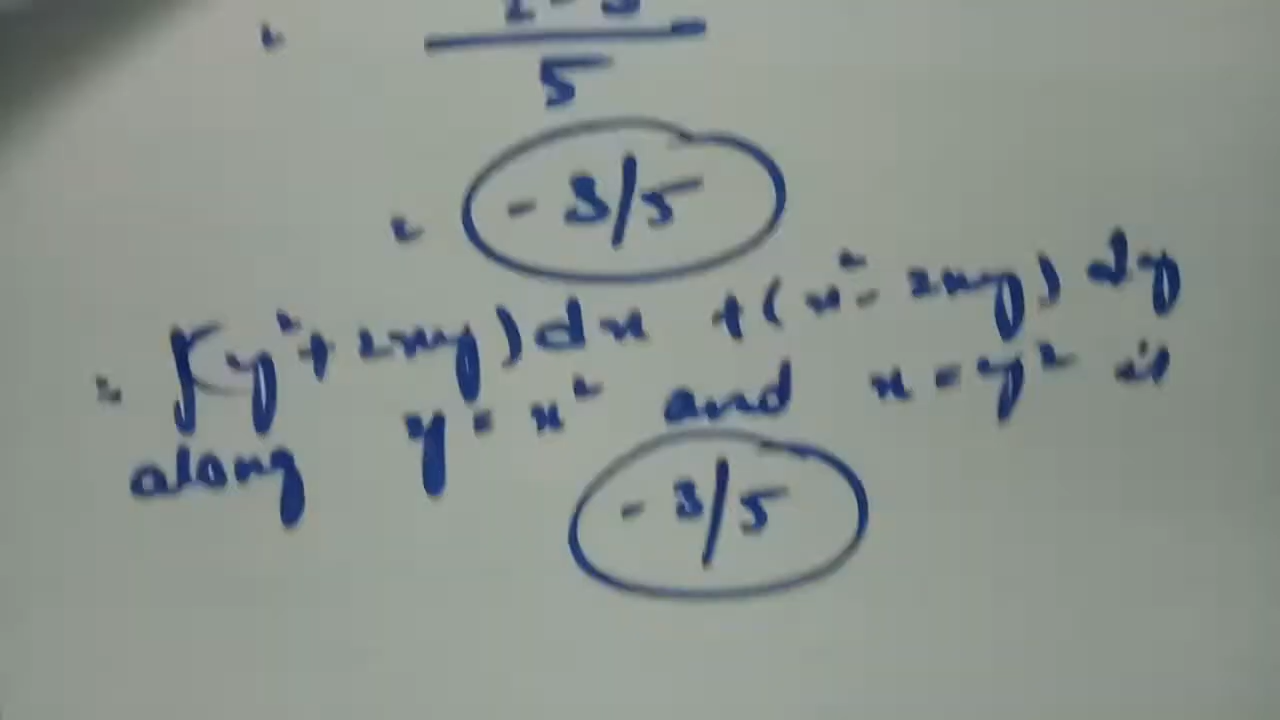 5
= - 3/5
= ∫(y²+2xy)dx +(x²-2xy)dy
along y = x² and x = y² is
- 3/5